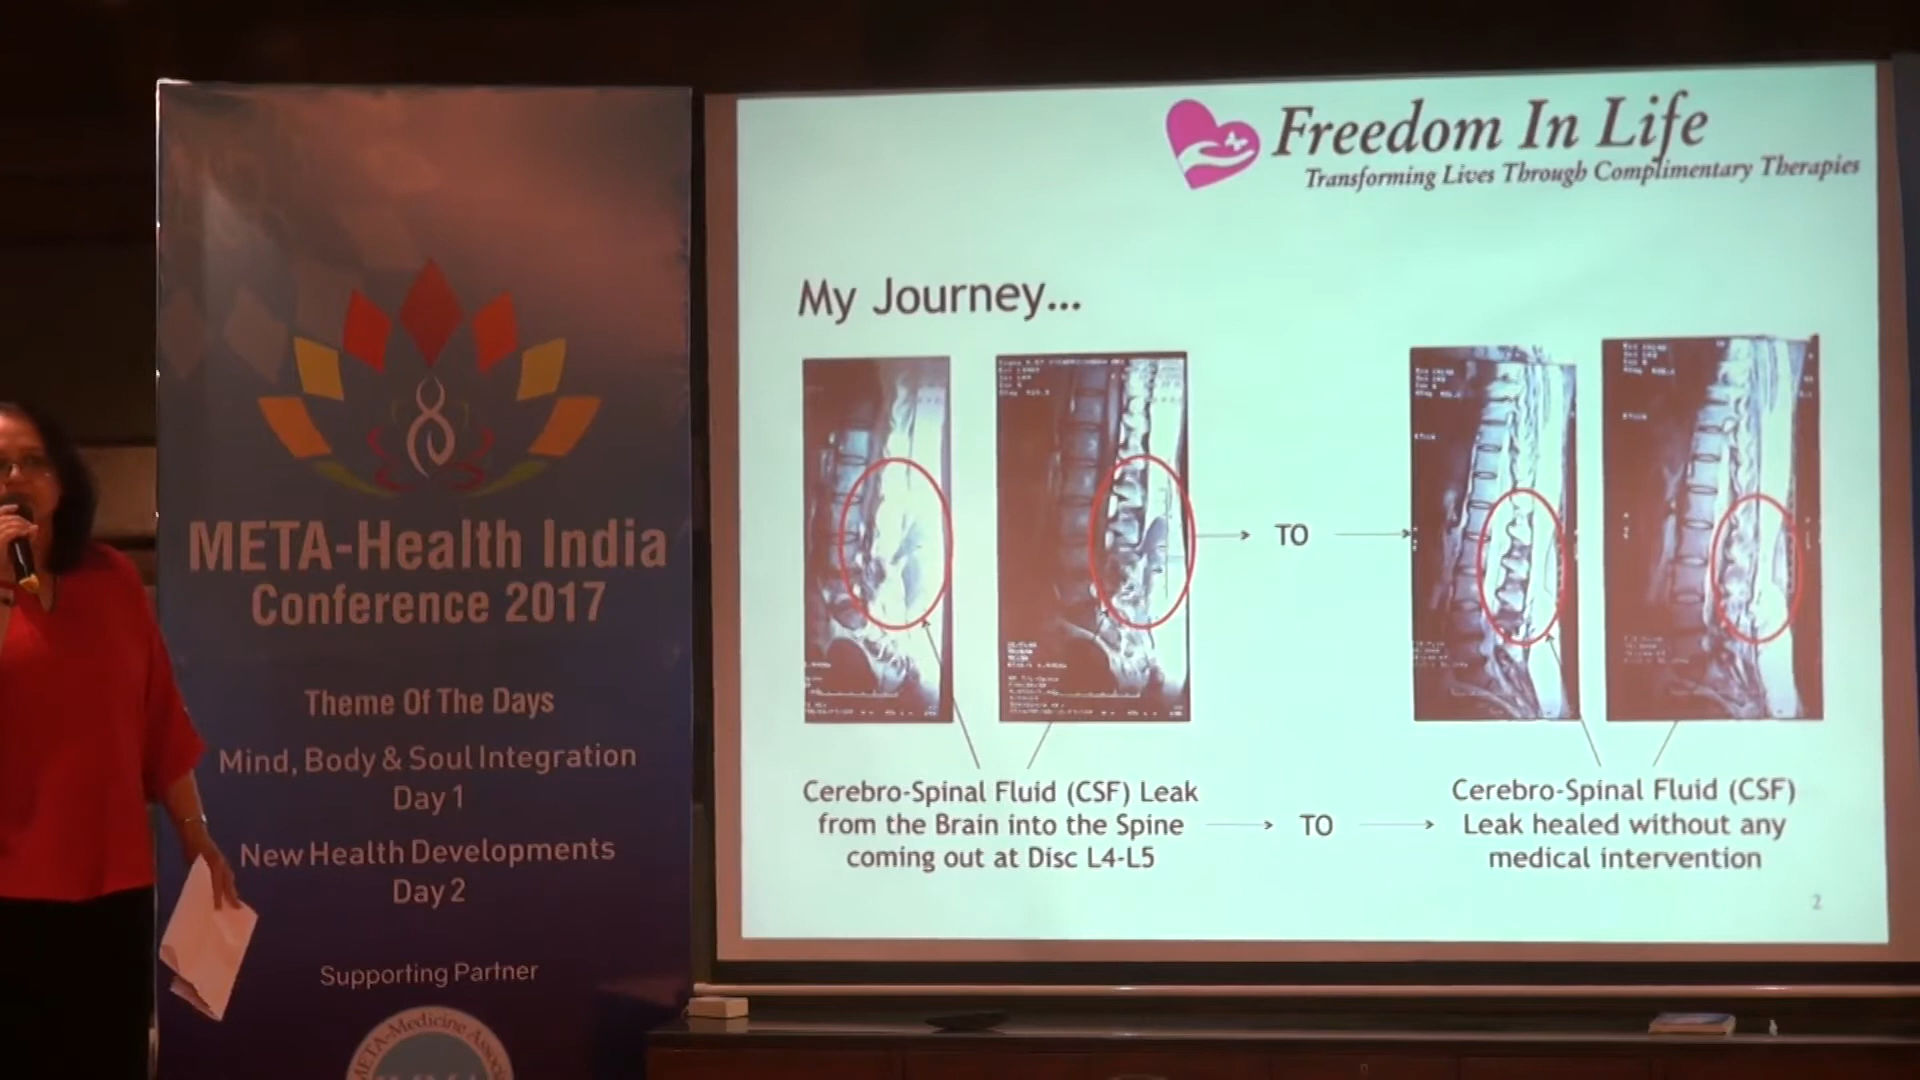 META-Health India
Conference 2017
Theme Of The Days
Mind, Body & Soul Integration
Day 1
New Health Developments
Day 2
Supporting Partner
META-Medicine
Freedom In Life
Transforming Lives Through Complimentary Therapies
My Journey...
TO
Cerebro-Spinal Fluid (CSF) Leak
from the Brain into the Spine
coming out at Disc L4-L5
TO
Cerebro-Spinal Fluid (CSF)
Leak healed without any
medical intervention
2